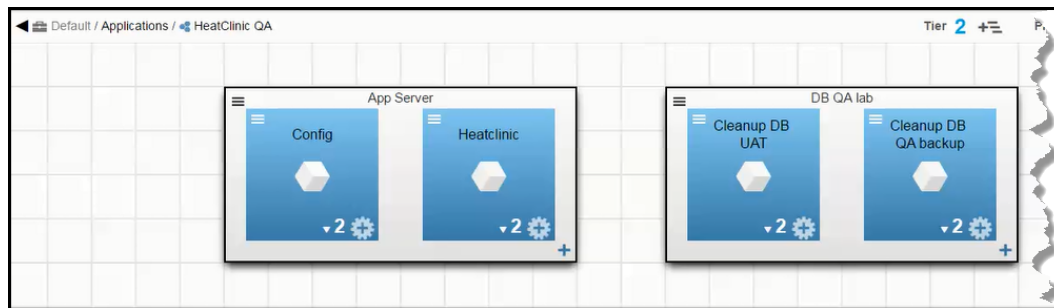 Default / Applications / HeatClinic QA
Tier 2
App Server
Config
2
Heatclinic
2
DB QA lab
Cleanup DB
UAT
2
Cleanup DB
QA backup
2